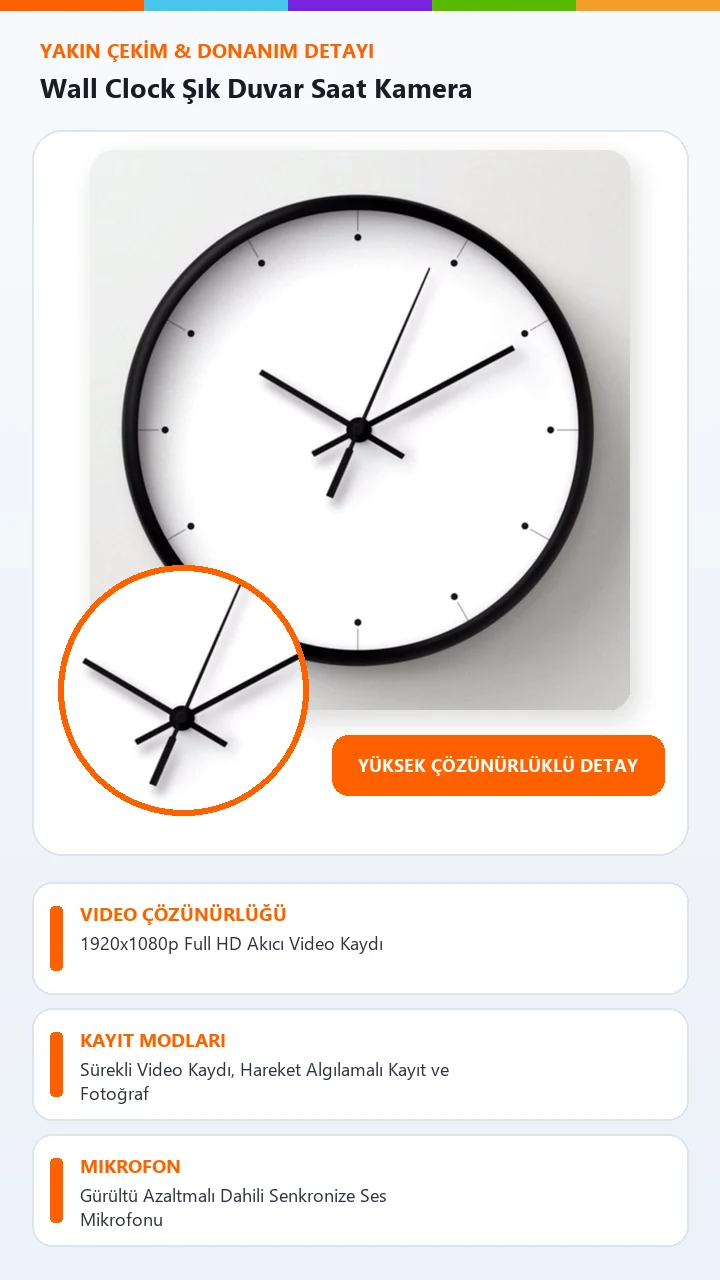 YAKIN ÇEKİM & DONANIM DETAYI
Wall Clock Şık Duvar Saat Kamera
YÜKSEK ÇÖZÜNÜRLÜKLÜ DETAY
VIDEO ÇÖZÜNÜRLÜĞÜ
1920x1080p Full HD Akıcı Video Kaydı
KAYIT MODLARI
Sürekli Video Kaydı, Hareket Algılamalı Kayıt ve
Fotoğraf
MIKROFON
Gürültü Azaltmalı Dahili Senkronize Ses
Mikrofonu